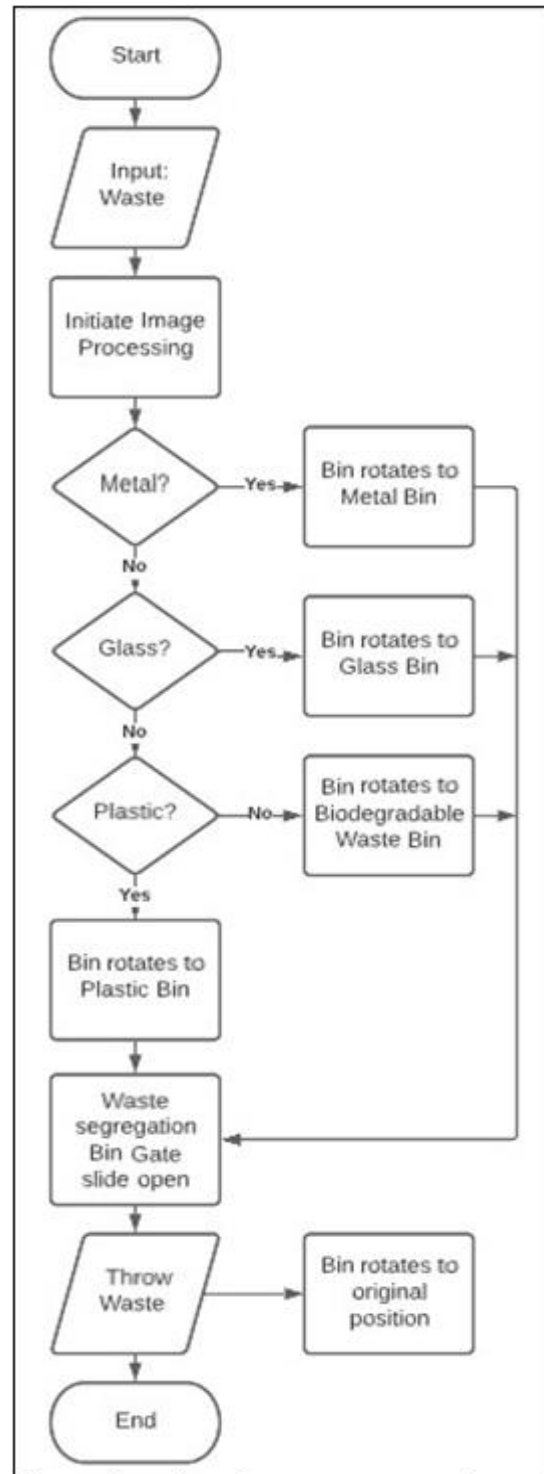 Start
Input:
Waste
Initiate Image
Processing
Metal?
Yes
Bin rotates to
Metal Bin
No
Glass?
Yes
Bin rotates to
Glass Bin
No
Plastic?
No
Bin rotates to
Biodegradable
Waste Bin
Yes
Bin rotates to
Plastic Bin
Waste
segregation
Bin Gate
slide open
Throw
Waste
Bin rotates to
original
position
End